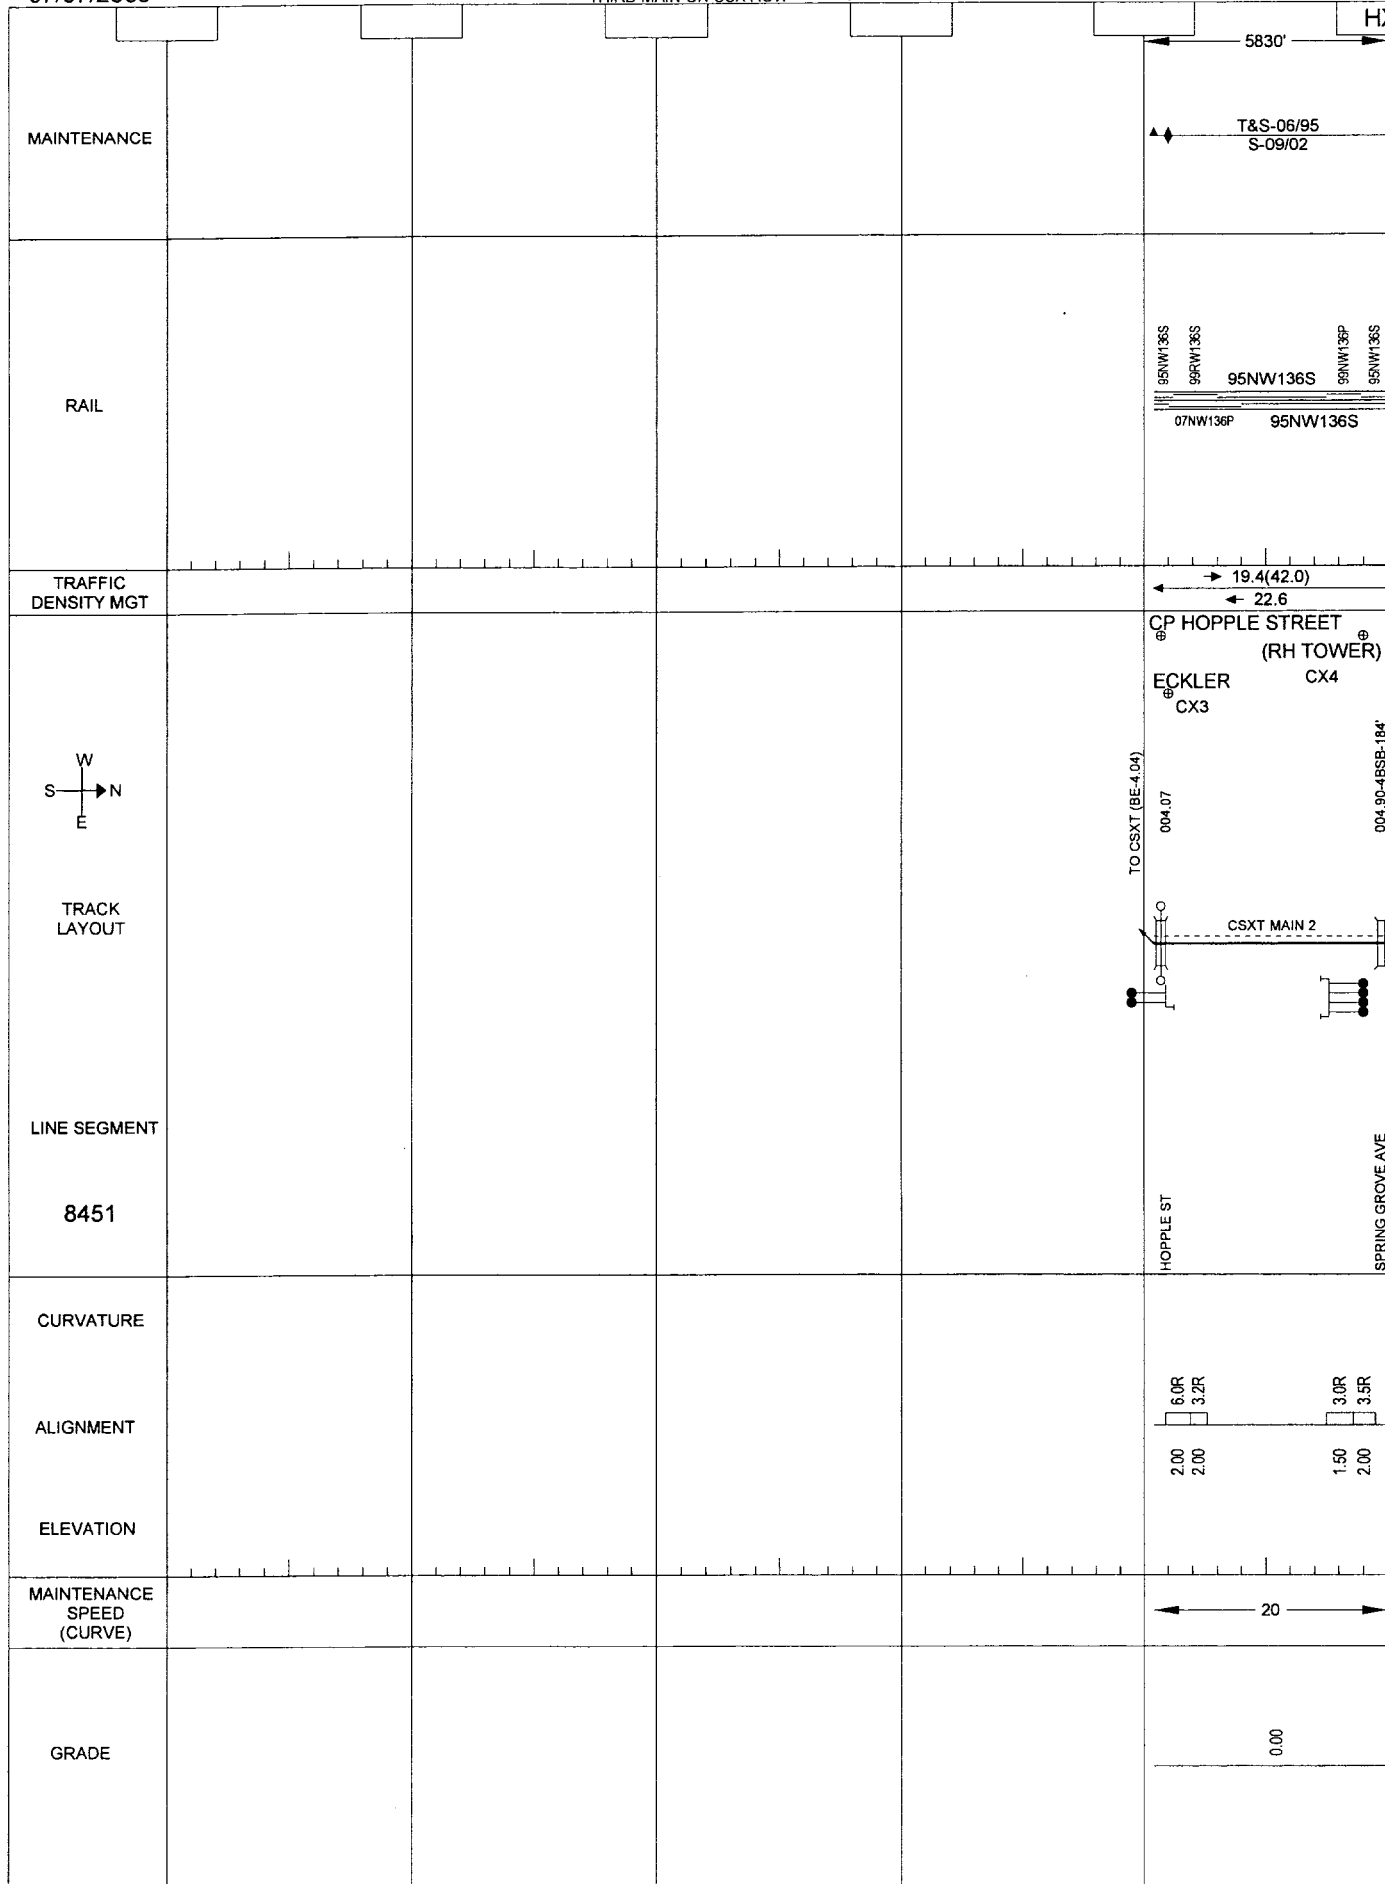 HX
5830'
MAINTENANCE
T&S-06/95
S-09/02
95NW136S
99RW136S
95NW136S
99NW136P
95NW136S
RAIL
07NW136P
95NW136S
TRAFFIC
DENSITY MGT
19.4(42.0)
22.6
CP HOPPLE STREET
(RH TOWER)
CX4
ECKLER
CX3
W
S N
E
TO CSXT (BE-4.04)
004.07
004.90-4BSB-184'
TRACK
LAYOUT
CSXT MAIN 2
LINE SEGMENT
8451
HOPPLE ST
SPRING GROVE AVE
CURVATURE
6.0R
3.2R
3.0R
3.5R
ALIGNMENT
2.00
2.00
1.50
2.00
ELEVATION
MAINTENANCE
SPEED
(CURVE)
20
GRADE
0.00